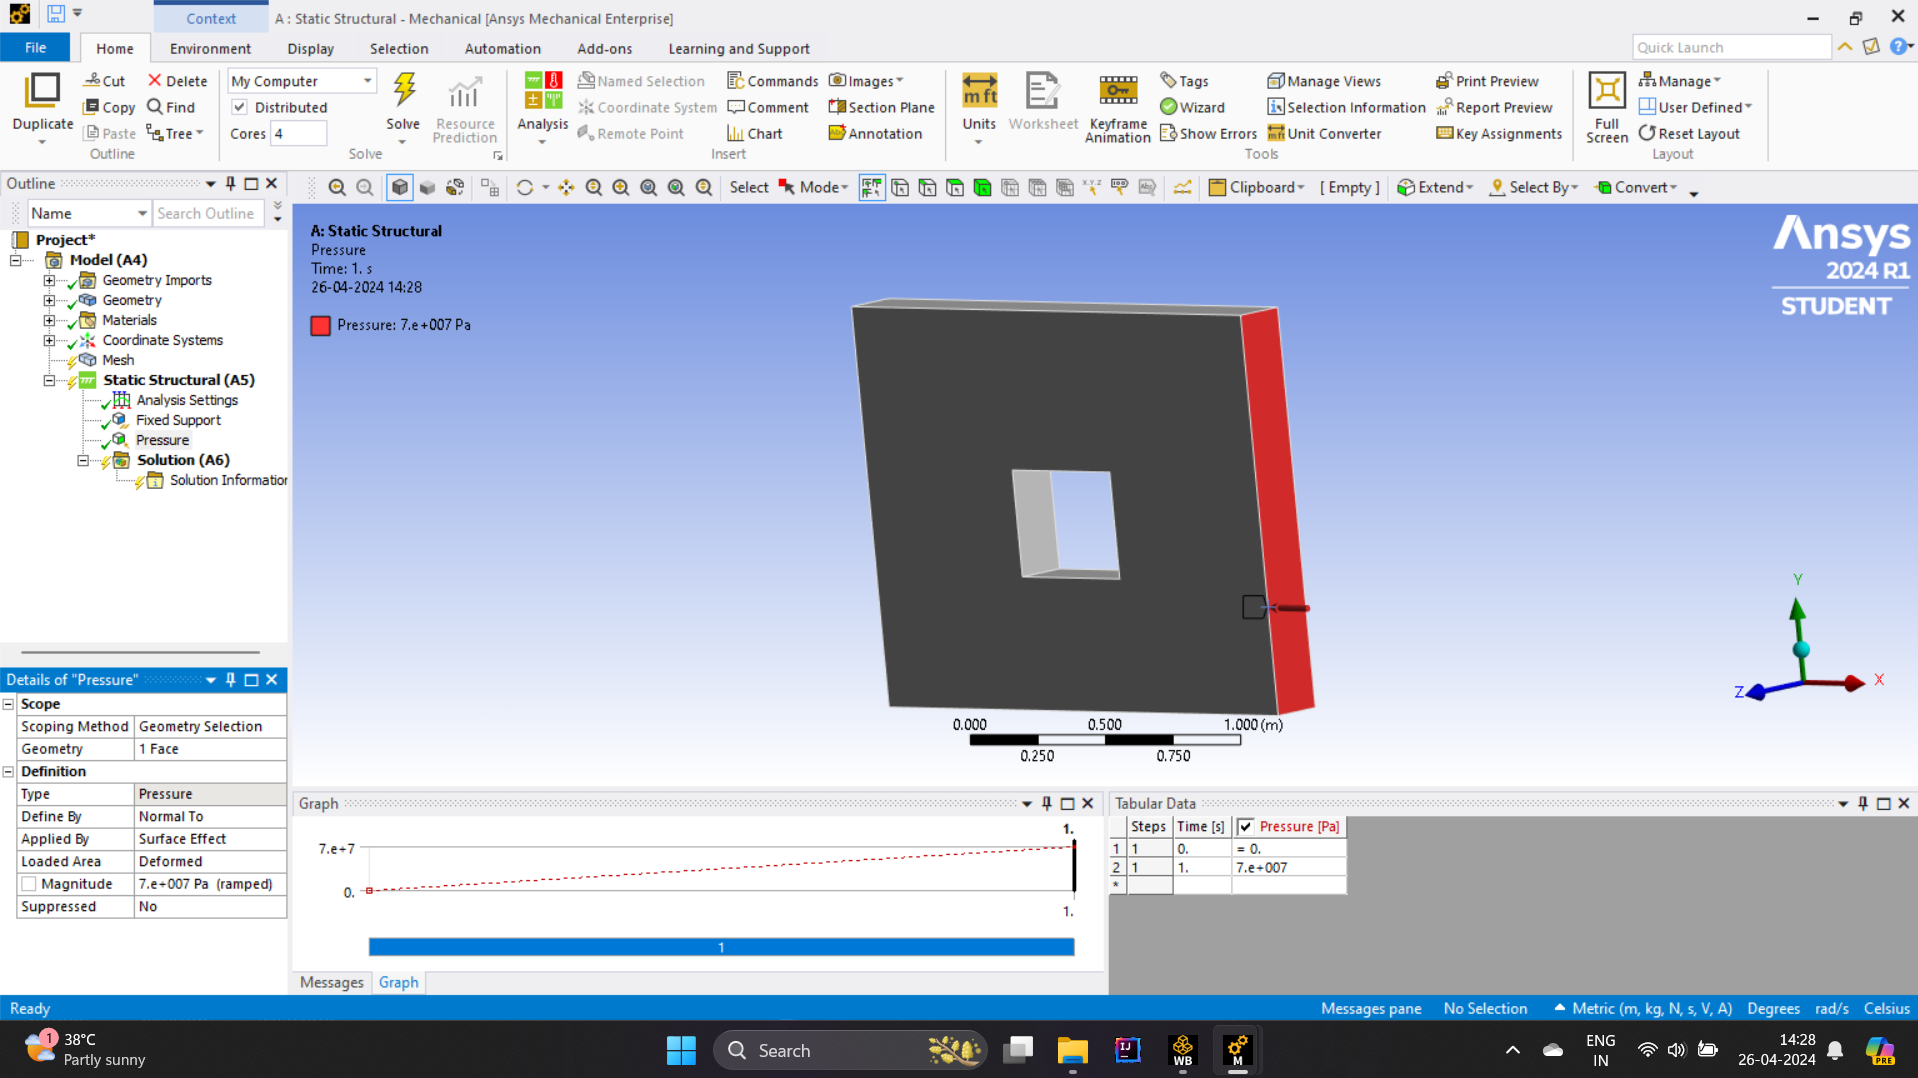 Context
A : Static Structural - Mechanical [Ansys Mechanical Enterprise]
File
Home
Environment
Display
Selection
Automation
Add-ons
Learning and Support
Quick Launch
Duplicate
Cut
Copy
Paste
Delete
Find
Tree
Outline
My Computer
Distributed
Cores 4
Solve
Resource
Prediction
Solve
Analysis
Named Selection
Coordinate System
Remote Point
Commands
Comment
Chart
Images
Section Plane
Annotation
Insert
Units
Worksheet
Keyframe
Animation
Tags
Wizard
Show Errors
Manage Views
Selection Information
Unit Converter
Print Preview
Report Preview
Key Assignments
Tools
Full
Screen
Manage
User Defined
Reset Layout
Layout
Outline
Name
Search Outline
Project*
Model (A4)
Geometry Imports
Geometry
Materials
Coordinate Systems
Mesh
Static Structural (A5)
Analysis Settings
Fixed Support
Pressure
Solution (A6)
Solution Information
Select
Mode
Clipboard
[ Empty ]
Extend
Select By
Convert
A: Static Structural
Pressure
Time: 1. s
26-04-2024 14:28
Pressure: 7.e+007 Pa
Ansys
2024 R1
STUDENT
Y
X
Z
0.000 0.500 1.000 (m)
0.250 0.750
Details of "Pressure"
Scope
Scoping Method Geometry Selection
Geometry 1 Face
Definition
Type Pressure
Define By Normal To
Applied By Surface Effect
Loaded Area Deformed
Magnitude 7.e+007 Pa (ramped)
Suppressed No
Graph
1.
7.e+7
0.
1.
1
Messages
Graph
Tabular Data
Steps Time [s] Pressure [Pa]
1 1 0. = 0.
2 1 1. 7.e+007
*
Ready
Messages pane
No Selection
Metric (m, kg, N, s, V, A)
Degrees
rad/s
Celsius
1
38°C
Partly sunny
Search
IJ
WB
M
ENG
IN
14:28
26-04-2024
PRE